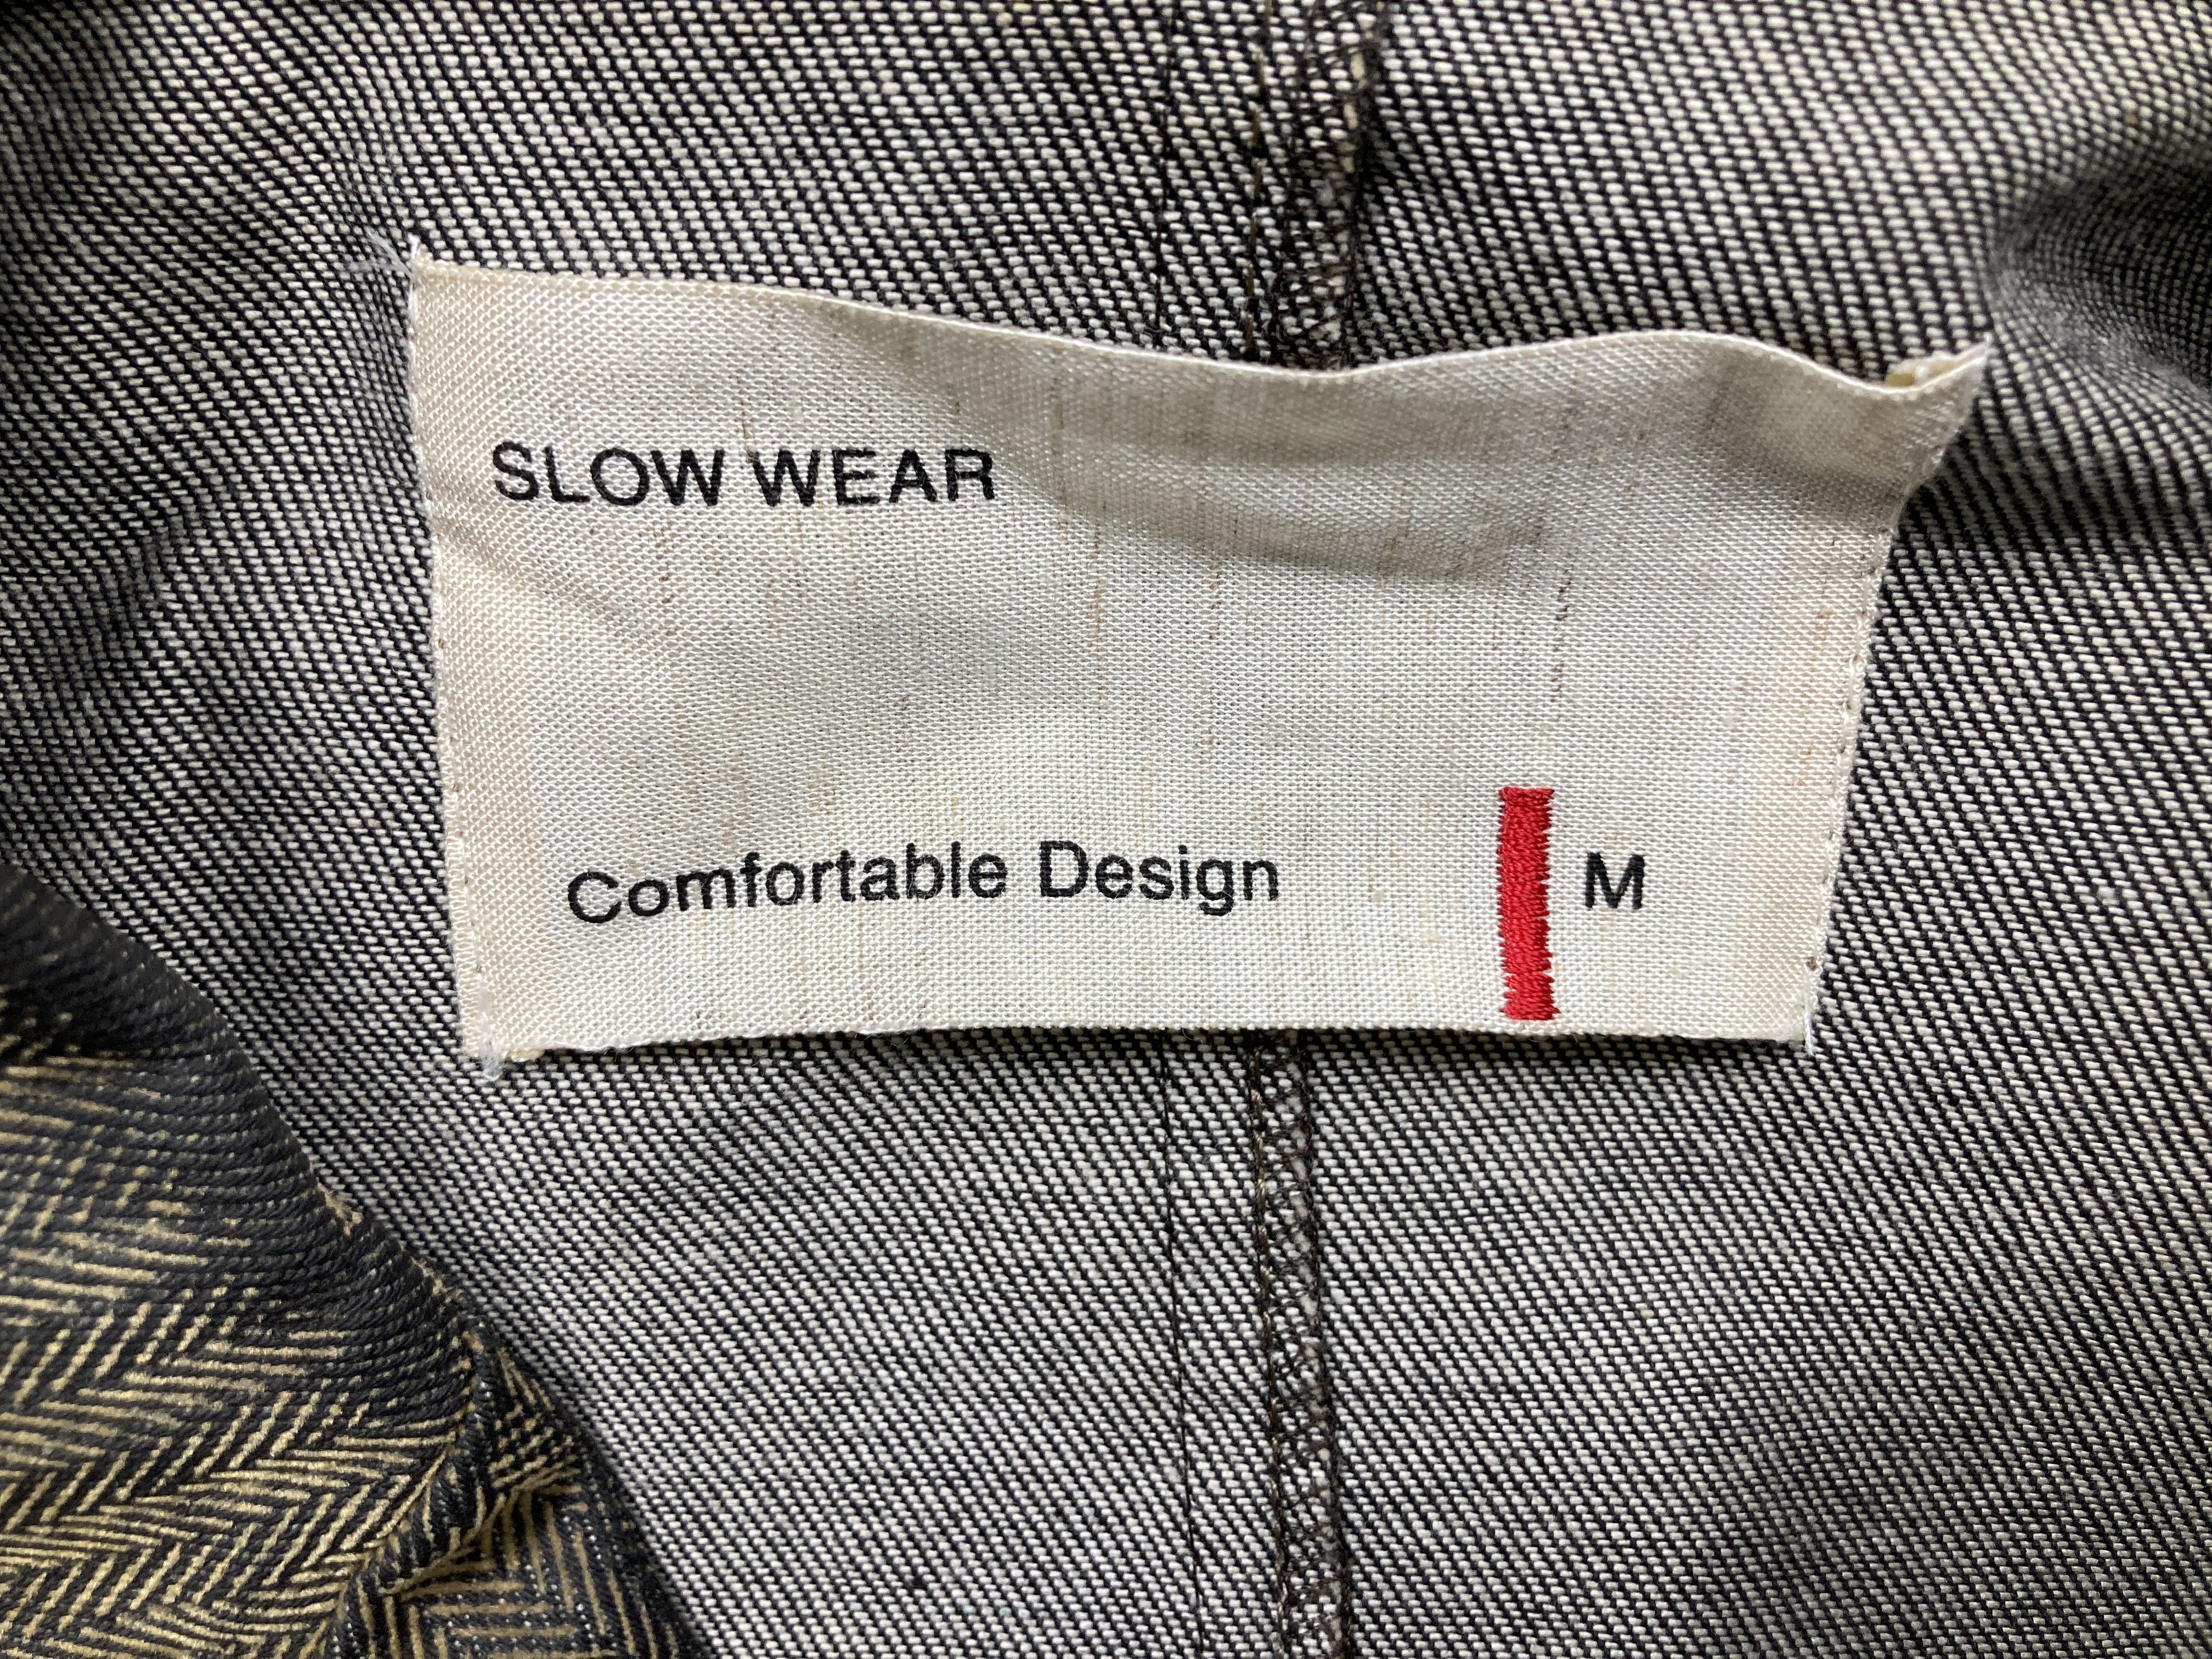 SLOW WEAR
Comfortable Design M